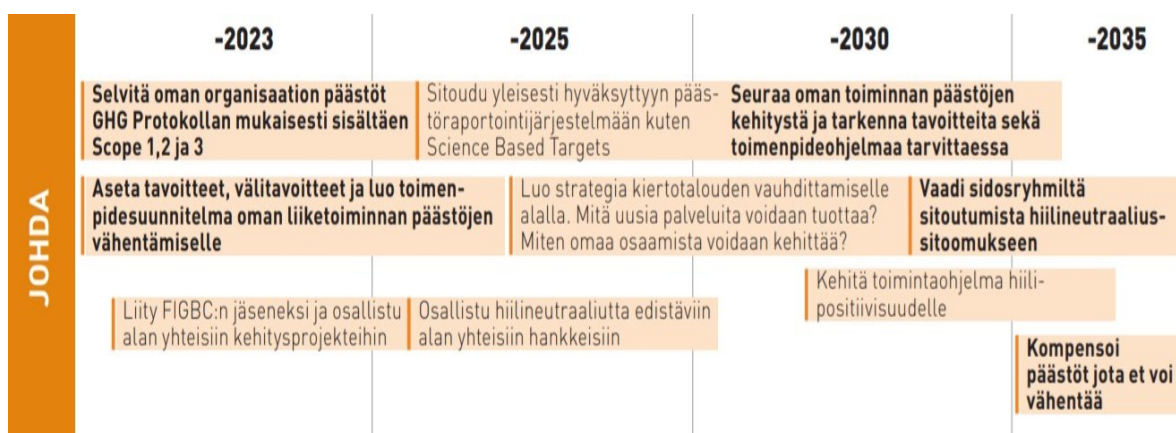 -2023
-2025
-2030
-2035
JOHDA
Selvitä oman organisaation päästöt
GHG Protokollan mukaisesti sisältäen
Scope 1,2 ja 3
Sitoudu yleisesti hyväksyttyyn pääs-
töraportointijärjestelmään kuten
Science Based Targets
Seuraa oman toiminnan päästöjen
kehitystä ja tarkenna tavoitteita sekä
toimenpideohjelmaa tarvittaessa
Aseta tavoitteet, välitavoitteet ja luo toimen-
pidesuunnitelma oman liiketoiminnan päästöjen
vähentämiselle
Luo strategia kiertotalouden vauhdittamiselle
alalla. Mitä uusia palveluita voidaan tuottaa?
Miten omaa osaamista voidaan kehittää?
Vaadi sidosryhmiltä
sitoutumista hiilineutraalius-
sitoomukseen
Liity FIGBC:n jäseneksi ja osallistu
alan yhteisiin kehitysprojekteihin
Osallistu hiilineutraaliutta edistäviin
alan yhteisiin hankkeisiin
Kehitä toimintaohjelma hiili-
positiivisuudelle
Kompensoi
päästöt jota et voi
vähentää